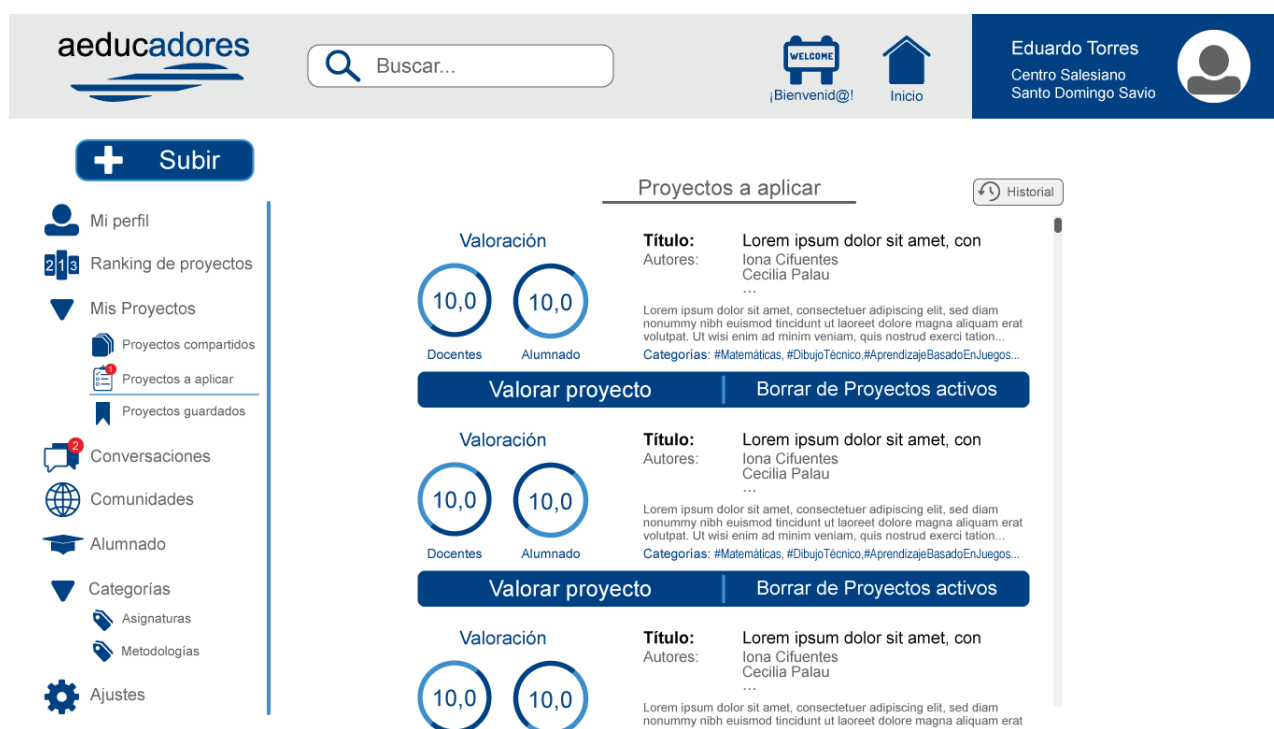 aeducadores
Buscar...
WELCOME
¡Bienvenid@!
Inicio
Eduardo Torres
Centro Salesiano
Santo Domingo Savio
Subir
Mi perfil
2 1 3 Ranking de proyectos
Mis Proyectos
Proyectos compartidos
1
Proyectos a aplicar
Proyectos guardados
2
Conversaciones
Comunidades
Alumnado
Categorías
Asignaturas
Metodologías
Ajustes
Proyectos a aplicar
Historial
Valoración
10,0 10,0
Docentes Alumnado
Título: Lorem ipsum dolor sit amet, con
Autores: Iona Cifuentes
Cecilia Palau
...
Lorem ipsum dolor sit amet, consectetuer adipiscing elit, sed diam
nonummy nibh euismod tincidunt ut laoreet dolore magna aliquam erat
volutpat. Ut wisi enim ad minim veniam, quis nostrud exerci tation...
Categorías: #Matemáticas, #DibujoTécnico,#AprendizajeBasadoEnJuegos...
Valorar proyecto Borrar de Proyectos activos
Valoración
10,0 10,0
Docentes Alumnado
Título: Lorem ipsum dolor sit amet, con
Autores: Iona Cifuentes
Cecilia Palau
...
Lorem ipsum dolor sit amet, consectetuer adipiscing elit, sed diam
nonummy nibh euismod tincidunt ut laoreet dolore magna aliquam erat
volutpat. Ut wisi enim ad minim veniam, quis nostrud exerci tation...
Categorías: #Matemáticas, #DibujoTécnico,#AprendizajeBasadoEnJuegos...
Valorar proyecto Borrar de Proyectos activos
Valoración
10,0 10,0
Título: Lorem ipsum dolor sit amet, con
Autores: Iona Cifuentes
Cecilia Palau
...
Lorem ipsum dolor sit amet, consectetuer adipiscing elit, sed diam
nonummy nibh euismod tincidunt ut laoreet dolore magna aliquam erat